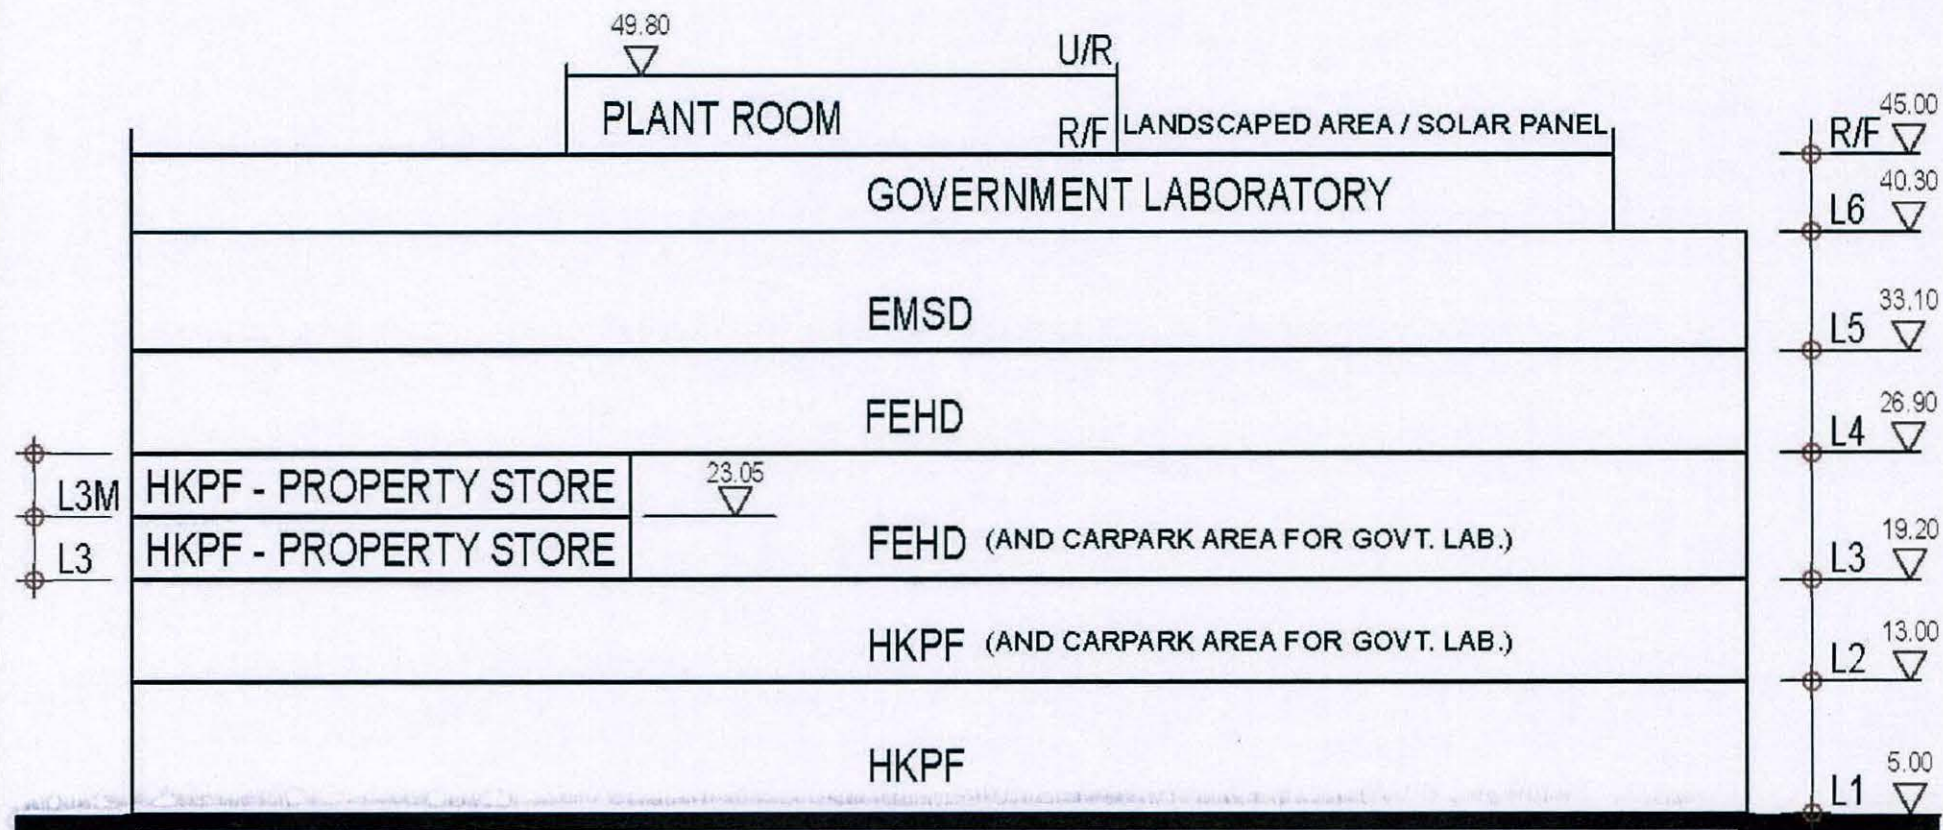 49.80
U/R
PLANT ROOM
R/F
LANDSCAPED AREA / SOLAR PANEL
R/F
45.00
GOVERNMENT LABORATORY
L6
40.30
EMSD
L5
33.10
FEHD
L4
26.90
L3M
HKPF - PROPERTY STORE
23.05
L3
HKPF - PROPERTY STORE
FEHD (AND CARPARK AREA FOR GOVT. LAB.)
L3
19.20
HKPF (AND CARPARK AREA FOR GOVT. LAB.)
L2
13.00
HKPF
L1
5.00